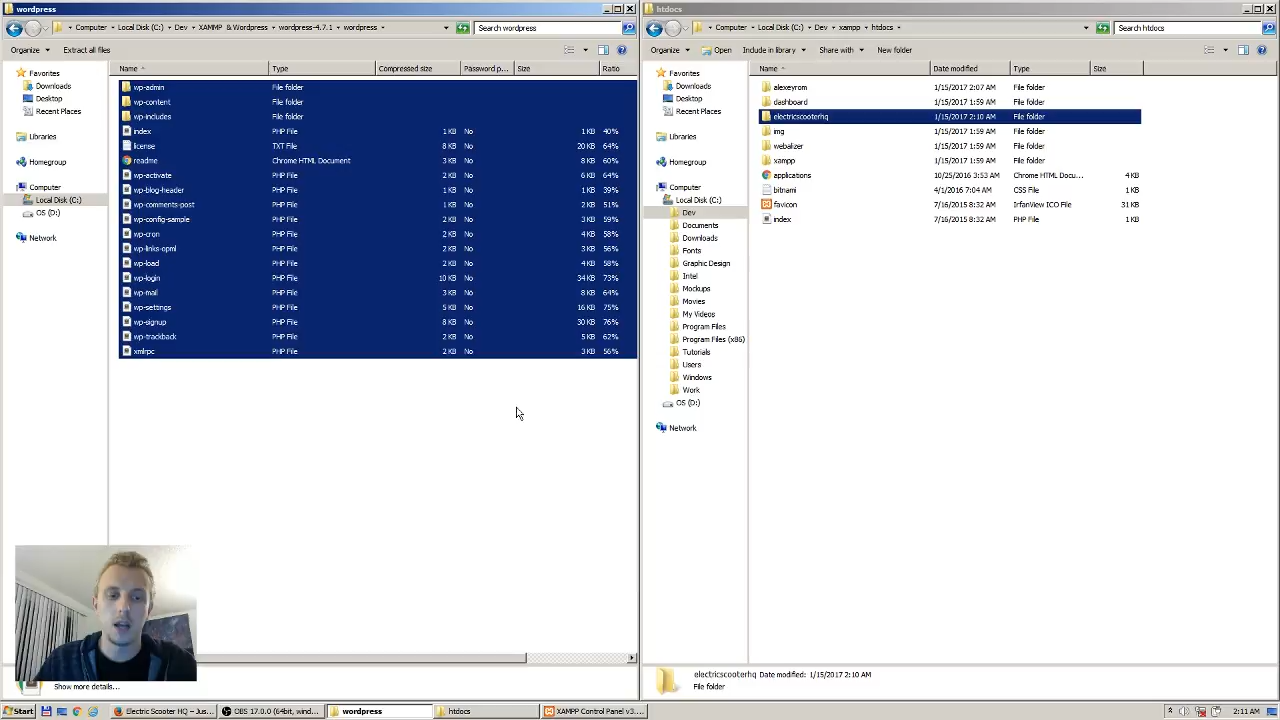 wordpress
Computer ▸ Local Disk (C:) ▸ Dev ▸ XAMPP & Wordpress ▸ wordpress-4.7.1 ▸ wordpress
Search wordpress
Organize
Extract all files
Name
Type
Compressed size
Password p...
Size
Ratio
Favorites
Downloads
Desktop
Recent Places
Libraries
Homegroup
Computer
Local Disk (C:)
OS (D:)
Network
wp-admin File folder
wp-content File folder
wp-includes File folder
index PHP File 1 KB No 1 KB 40%
license TXT File 8 KB No 20 KB 64%
readme Chrome HTML Document 3 KB No 8 KB 60%
wp-activate PHP File 2 KB No 6 KB 64%
wp-blog-header PHP File 1 KB No 1 KB 39%
wp-comments-post PHP File 1 KB No 2 KB 51%
wp-config-sample PHP File 2 KB No 3 KB 59%
wp-cron PHP File 2 KB No 4 KB 58%
wp-links-opml PHP File 2 KB No 3 KB 56%
wp-load PHP File 2 KB No 4 KB 58%
wp-login PHP File 10 KB No 34 KB 73%
wp-mail PHP File 3 KB No 8 KB 64%
wp-settings PHP File 5 KB No 16 KB 75%
wp-signup PHP File 8 KB No 30 KB 76%
wp-trackback PHP File 2 KB No 5 KB 62%
xmlrpc PHP File 2 KB No 3 KB 56%
Show more details...
htdocs
Computer ▸ Local Disk (C:) ▸ Dev ▸ xampp ▸ htdocs
Search htdocs
Organize
Open
Include in library
Share with
New folder
Name
Date modified
Type
Size
Favorites
Downloads
Desktop
Recent Places
Libraries
Homegroup
Computer
Local Disk (C:)
Dev
Documents
Downloads
Fonts
Graphic Design
Intel
Mockups
Movies
My Videos
Program Files
Program Files (x86)
Tutorials
Users
Windows
Work
OS (D:)
Network
alexeyrom 1/15/2017 2:07 AM File folder
dashboard 1/15/2017 1:59 AM File folder
electricscooterhq 1/15/2017 2:10 AM File folder
img 1/15/2017 1:59 AM File folder
webalizer 1/15/2017 1:59 AM File folder
xampp 1/15/2017 1:59 AM File folder
applications 10/25/2016 3:53 AM Chrome HTML Docu... 4 KB
bitnami 4/1/2016 7:04 AM CSS File 1 KB
favicon 7/16/2015 8:32 AM IrfanView ICO File 31 KB
index 7/16/2015 8:32 AM PHP File 1 KB
electricscooterhq Date modified: 1/15/2017 2:10 AM
File folder
Start
Electric Scooter HQ – Jus...
OBS 17.0.0 (64bit, wind...
wordpress
htdocs
XAMPP Control Panel v3....
2:11 AM